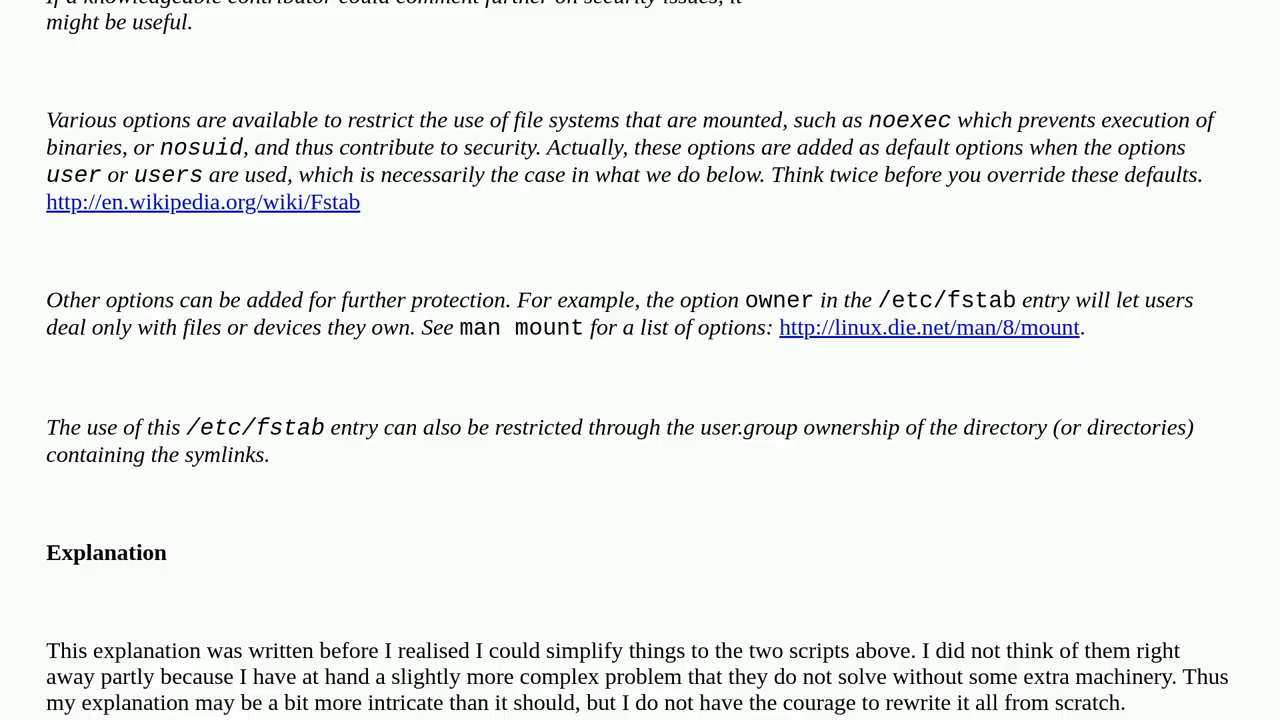 If a knowledgeable contributor could comment further on security issues, it
might be useful.
Various options are available to restrict the use of file systems that are mounted, such as noexec which prevents execution of
binaries, or nosuid, and thus contribute to security. Actually, these options are added as default options when the options
user or users are used, which is necessarily the case in what we do below. Think twice before you override these defaults.
http://en.wikipedia.org/wiki/Fstab
Other options can be added for further protection. For example, the option owner in the /etc/fstab entry will let users
deal only with files or devices they own. See man mount for a list of options: http://linux.die.net/man/8/mount.
The use of this /etc/fstab entry can also be restricted through the user.group ownership of the directory (or directories)
containing the symlinks.
Explanation
This explanation was written before I realised I could simplify things to the two scripts above. I did not think of them right
away partly because I have at hand a slightly more complex problem that they do not solve without some extra machinery. Thus
my explanation may be a bit more intricate than it should, but I do not have the courage to rewrite it all from scratch.